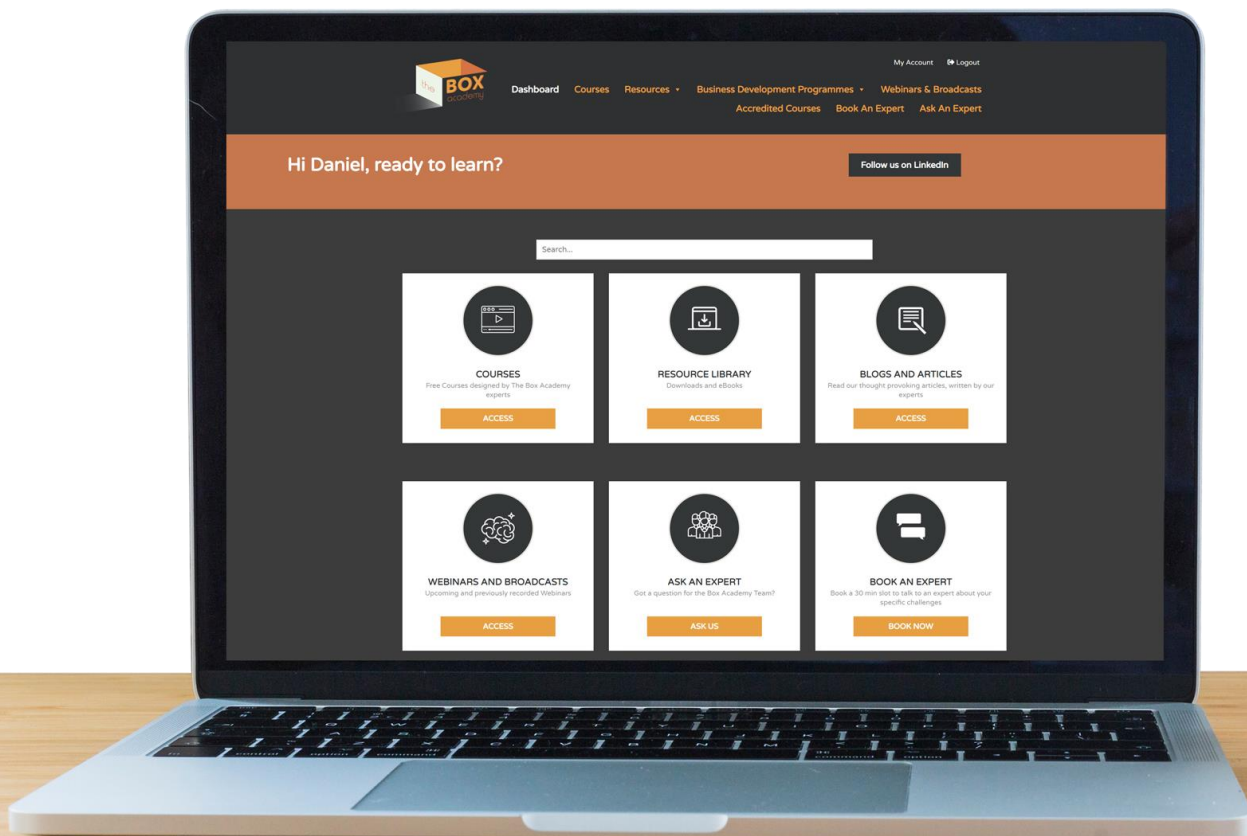 the BOX academy
My Account Logout
Dashboard Courses Resources Business Development Programmes Webinars & Broadcasts
Accredited Courses Book An Expert Ask An Expert
Hi Daniel, ready to learn?
Follow us on LinkedIn
Search...
COURSES
Free Courses designed by The Box Academy
experts
ACCESS
RESOURCE LIBRARY
Downloads and eBooks
ACCESS
BLOGS AND ARTICLES
Read our thought provoking articles, written by our
experts
ACCESS
WEBINARS AND BROADCASTS
Upcoming and previously recorded Webinars
ACCESS
ASK AN EXPERT
Got a question for the Box Academy Team?
ASK US
BOOK AN EXPERT
Book a 30 min slot to talk to an expert about your
specific challenges
BOOK NOW
control option command
command option